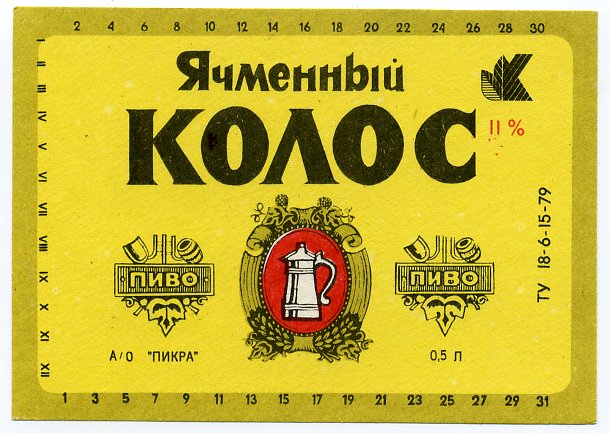 2 4 6 8 10 12 14 16 18 20 22 24 26 28 30
I II III IV V VI VII VIII IX X XI XII
Ячменный
КОЛОС
11 %
ТУ 18-6-15-79
ПИВО
ПИВО
А/О "ПИКРА"
0,5 Л
1 3 5 7 9 11 13 15 17 19 21 23 25 27 29 31